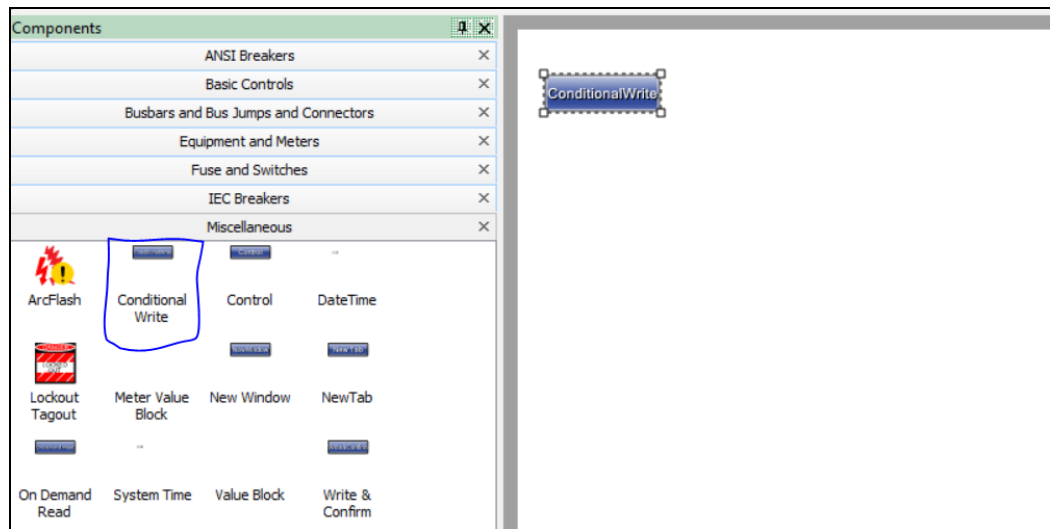 Components
ANSI Breakers
Basic Controls
Busbars and Bus Jumps and Connectors
Equipment and Meters
Fuse and Switches
IEC Breakers
Miscellaneous
ArcFlash
Conditional
Write
Control
DateTime
Lockout
Tagout
Meter Value
Block
New Window
NewTab
On Demand
Read
System Time
Value Block
Write &
Confirm
ConditionalWrite